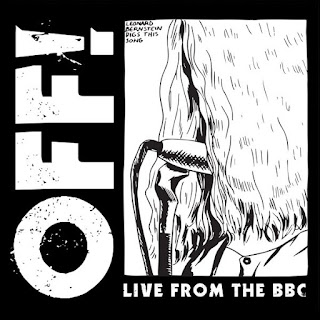 OFF!
LEONARD
BERNSTEIN
DIGS THIS
SONG
LIVE FROM THE BBC